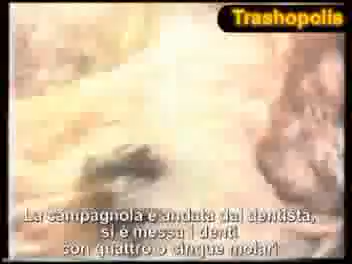 Trashopolis
La campagnola è andata dal dentista,
si è messa i denti
con quattro o cinque molari